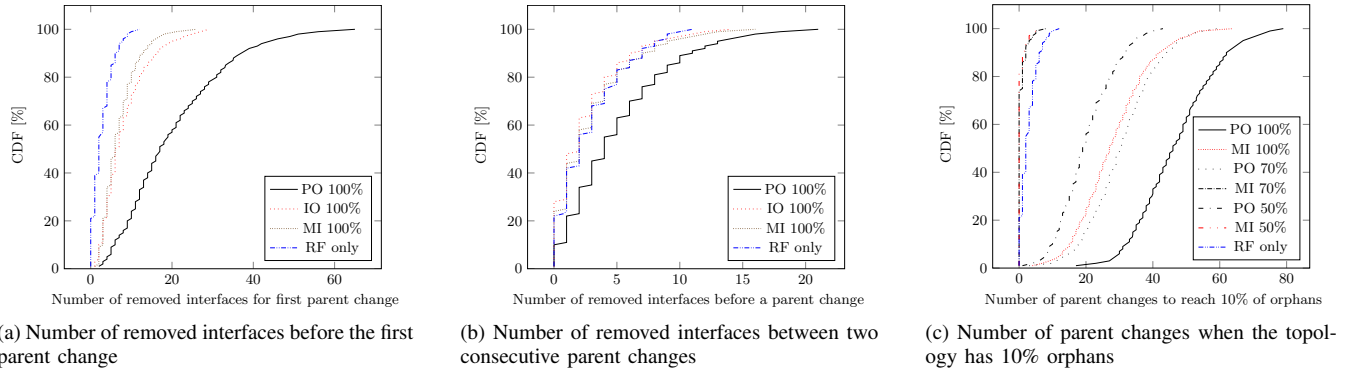 100
80
60
40
20
0
CDF [%]
PO 100%
IO 100%
MI 100%
RF only
0 20 40 60
Number of removed interfaces for first parent change
(a) Number of removed interfaces before the first
parent change
100
80
60
40
20
0
CDF [%]
PO 100%
IO 100%
MI 100%
RF only
0 5 10 15 20
Number of removed interfaces before a parent change
(b) Number of removed interfaces between two
consecutive parent changes
100
80
60
40
20
0
CDF [%]
PO 100%
MI 100%
PO 70%
MI 70%
PO 50%
MI 50%
RF only
0 20 40 60 80
Number of parent changes to reach 10% of orphans
(c) Number of parent changes when the topol-
ogy has 10% orphans